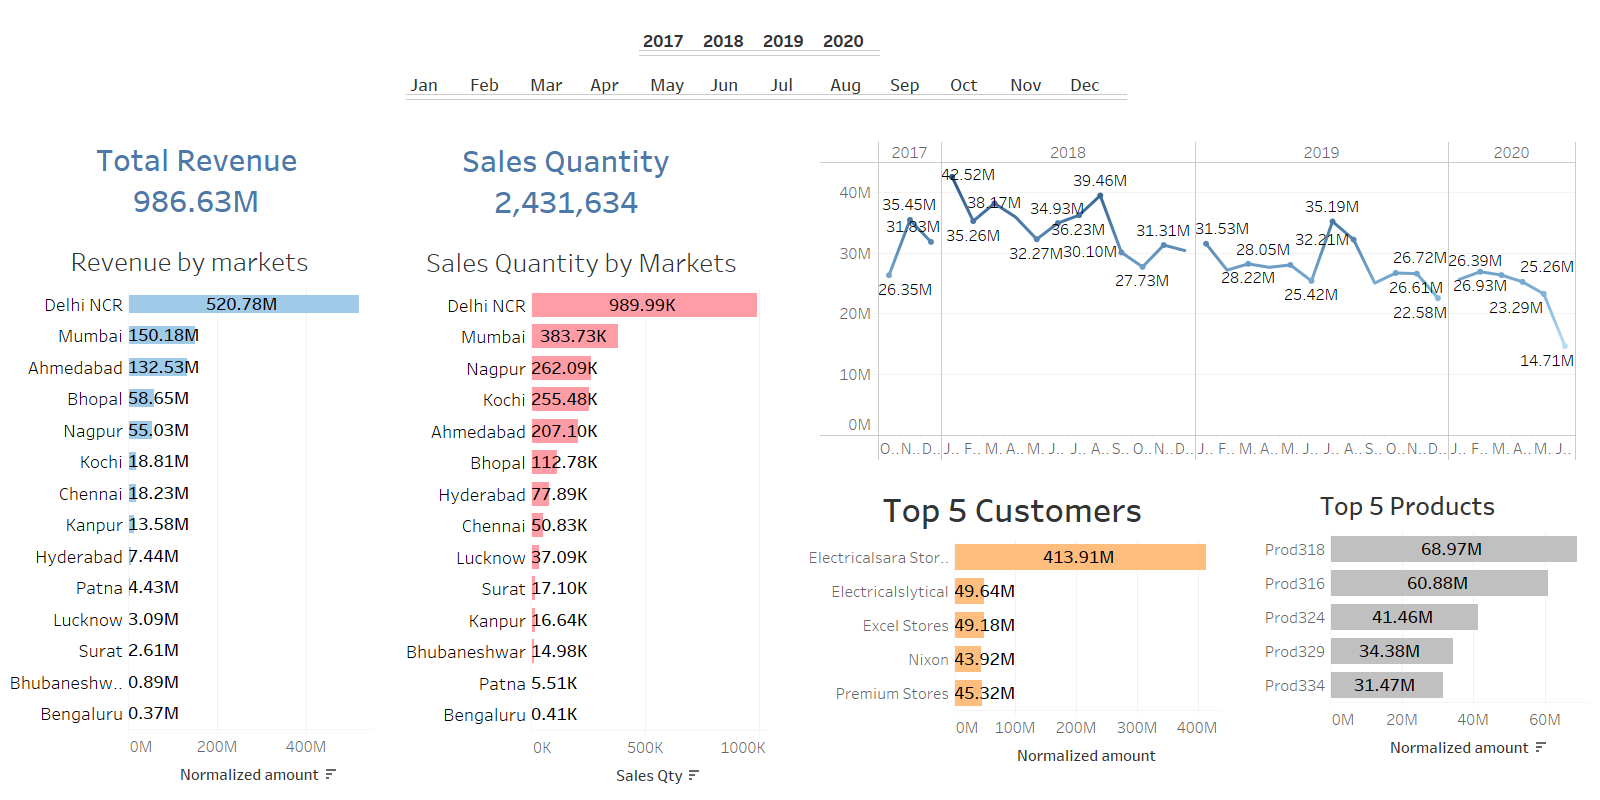 2017 2018 2019 2020
Jan Feb Mar Apr May Jun Jul Aug Sep Oct Nov Dec
Total Revenue
986.63M
Revenue by markets
Delhi NCR 520.78M
Mumbai 150.18M
Ahmedabad 132.53M
Bhopal 58.65M
Nagpur 55.03M
Kochi 18.81M
Chennai 18.23M
Kanpur 13.58M
Hyderabad 7.44M
Patna 4.43M
Lucknow 3.09M
Surat 2.61M
Bhubaneshw.. 0.89M
Bengaluru 0.37M
0M 200M 400M
Normalized amount
Sales Quantity
2,431,634
Sales Quantity by Markets
Delhi NCR 989.99K
Mumbai 383.73K
Nagpur 262.09K
Kochi 255.48K
Ahmedabad 207.10K
Bhopal 112.78K
Hyderabad 77.89K
Chennai 50.83K
Lucknow 37.09K
Surat 17.10K
Kanpur 16.64K
Bhubaneshwar 14.98K
Patna 5.51K
Bengaluru 0.41K
0K 500K 1000K
Sales Qty
2017 2018 2019 2020
40M
30M
20M
10M
0M
26.35M 35.45M 31.83M
42.52M 35.26M 38.17M 32.27M 34.93M 36.23M 39.46M 30.10M 27.73M 31.31M
31.53M 28.22M 28.05M 25.42M 35.19M 32.21M 26.72M 26.61M 22.58M
26.39M 26.93M 23.29M 25.26M 14.71M
O.. N.. D.. J.. F.. M. A.. M. J.. J.. A.. S.. O.. N.. D.. J.. F.. M. A.. M. J.. J.. A.. S.. O.. N.. D.. J.. F.. M. A.. M. J..
Top 5 Customers
Electricalsara Stor.. 413.91M
Electricalslytical 49.64M
Excel Stores 49.18M
Nixon 43.92M
Premium Stores 45.32M
0M 100M 200M 300M 400M
Normalized amount
Top 5 Products
Prod318 68.97M
Prod316 60.88M
Prod324 41.46M
Prod329 34.38M
Prod334 31.47M
0M 20M 40M 60M
Normalized amount